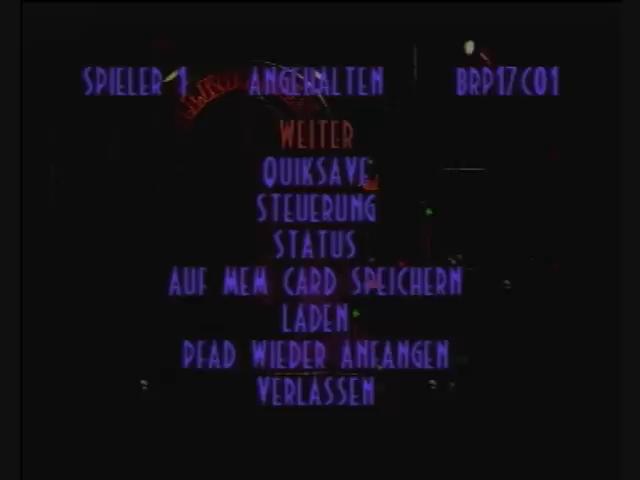 SPIELER 1 ANGEHALTEN BRP17C01
WEITER
QUIKSAVE
STEUERUNG
STATUS
AUF MEM CARD SPEICHERN
LADEN
PFAD WIEDER ANFANGEN
VERLASSEN